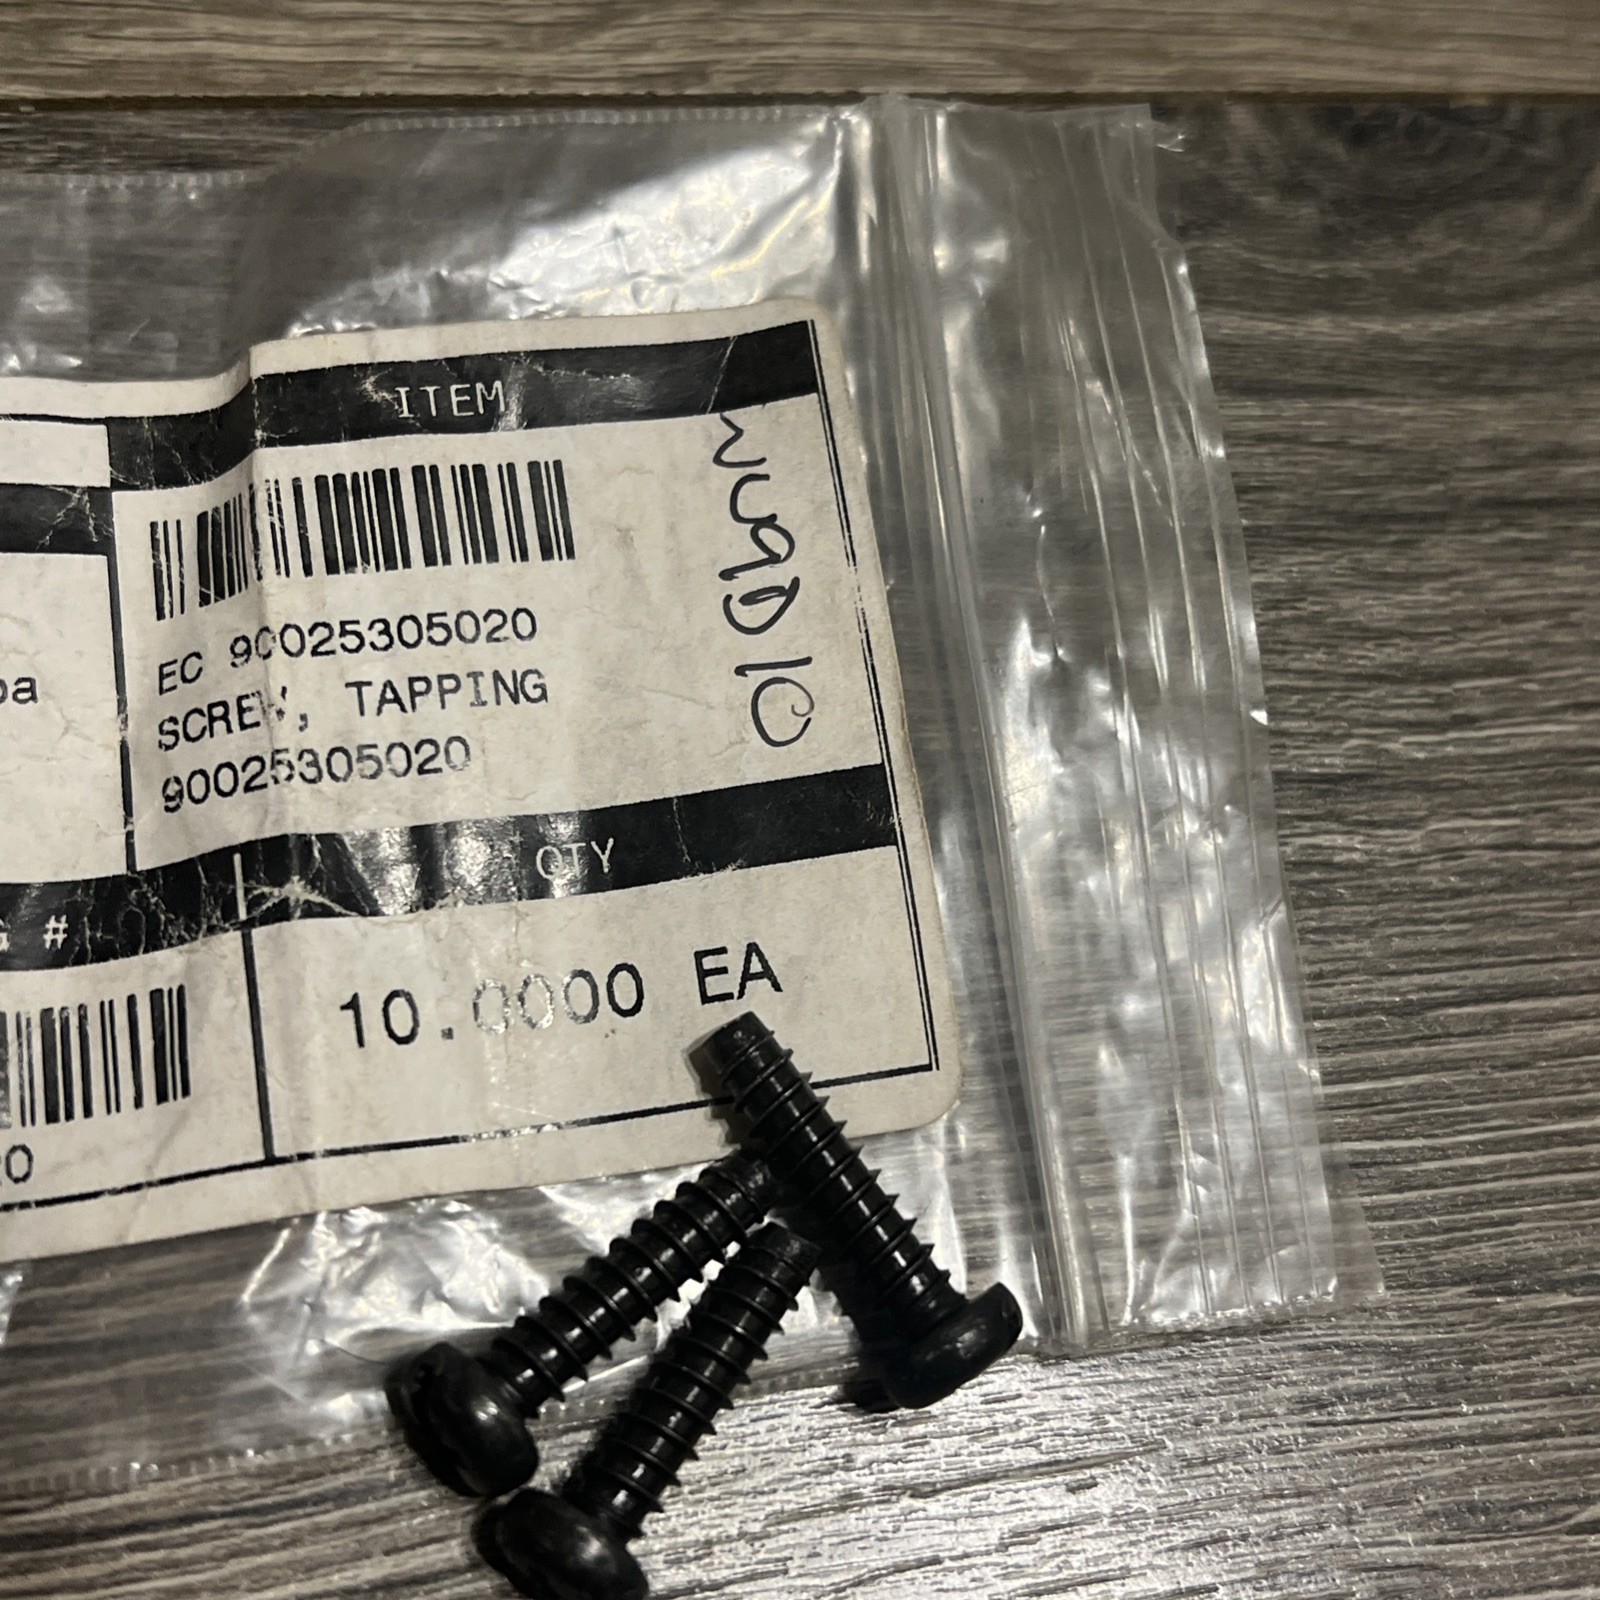 ITEM
EC 90025305020
SCREW, TAPPING
90025305020
QTY
#
10.0000 EA